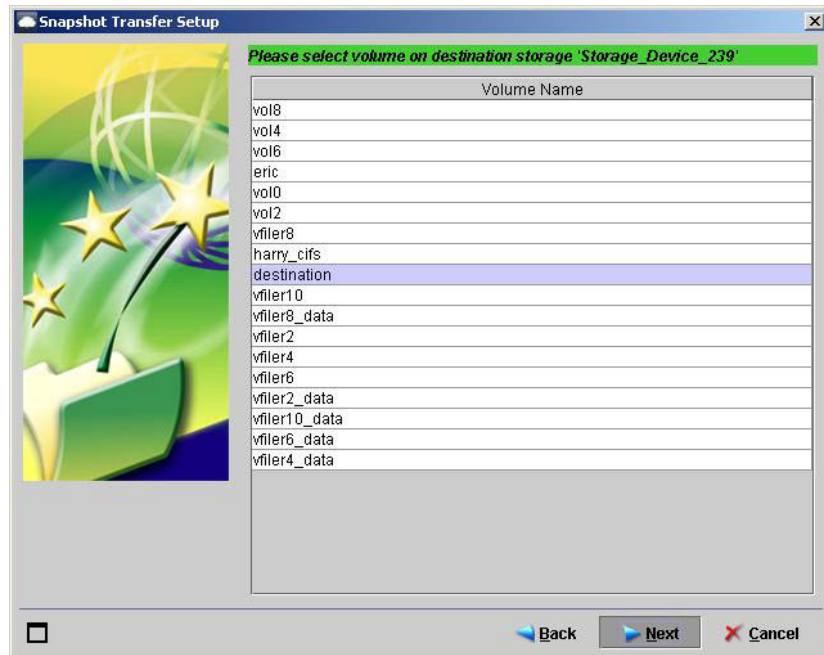 Snapshot Transfer Setup
Please select volume on destination storage 'Storage_Device_239'
Volume Name
vol8
vol4
vol6
eric
vol0
vol2
vfiler8
harry_cifs
destination
vfiler10
vfiler8_data
vfiler2
vfiler4
vfiler6
vfiler2_data
vfiler10_data
vfiler6_data
vfiler4_data
Back Next Cancel